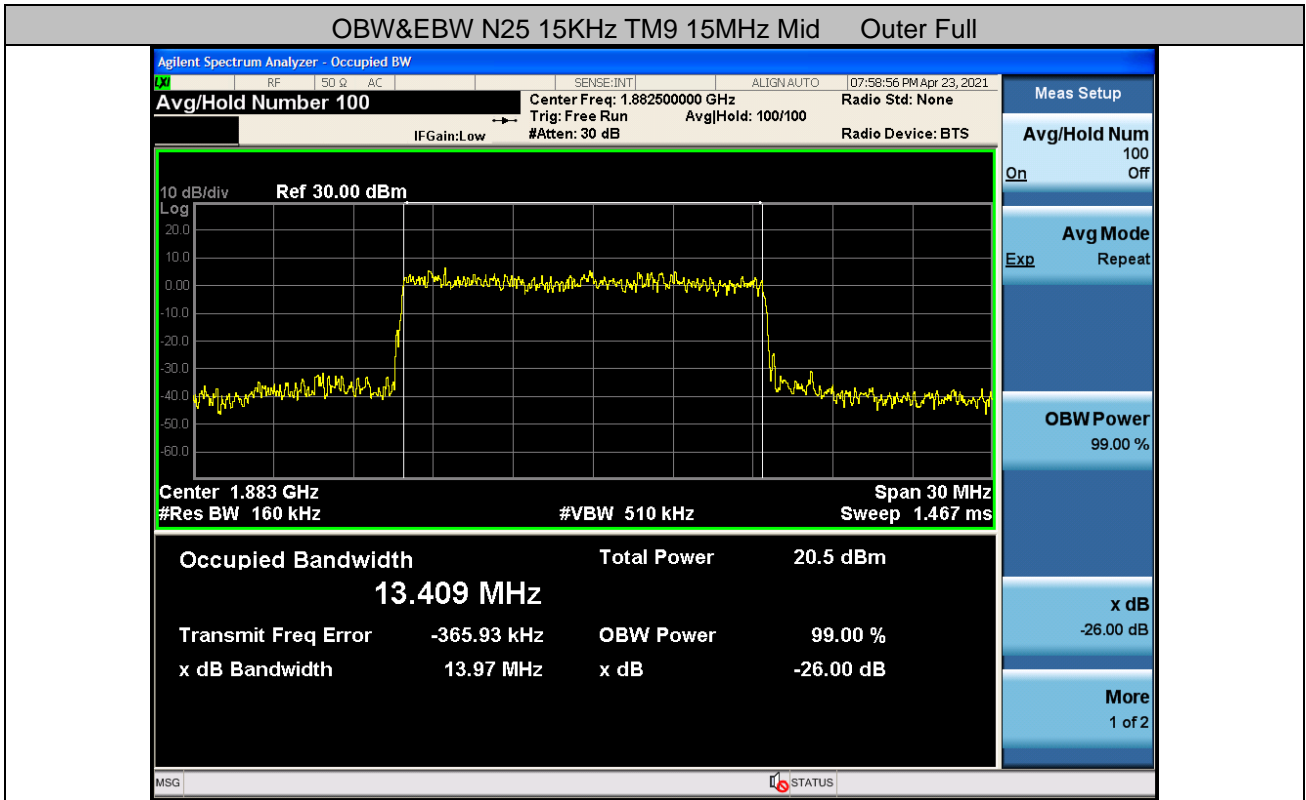 OBW&EBW N25 15KHz TM9 15MHz Mid Outer Full
Agilent Spectrum Analyzer - Occupied BW
LXI RF 50 Ω AC SENSE:INT ALIGN AUTO 07:58:56 PM Apr 23, 2021
Avg/Hold Number 100
Center Freq: 1.882500000 GHz Radio Std: None
Trig: Free Run Avg|Hold: 100/100
IFGain:Low #Atten: 30 dB Radio Device: BTS
10 dB/div Ref 30.00 dBm
Log
20.0
10.0
0.00
-10.0
-20.0
-30.0
-40.0
-50.0
-60.0
Center 1.883 GHz Span 30 MHz
#Res BW 160 kHz #VBW 510 kHz Sweep 1.467 ms
Occupied Bandwidth Total Power 20.5 dBm
13.409 MHz
Transmit Freq Error -365.93 kHz OBW Power 99.00 %
x dB Bandwidth 13.97 MHz x dB -26.00 dB
Meas Setup
Avg/Hold Num
100
On Off
Avg Mode
Exp Repeat
OBW Power
99.00 %
x dB
-26.00 dB
More
1 of 2
MSG STATUS